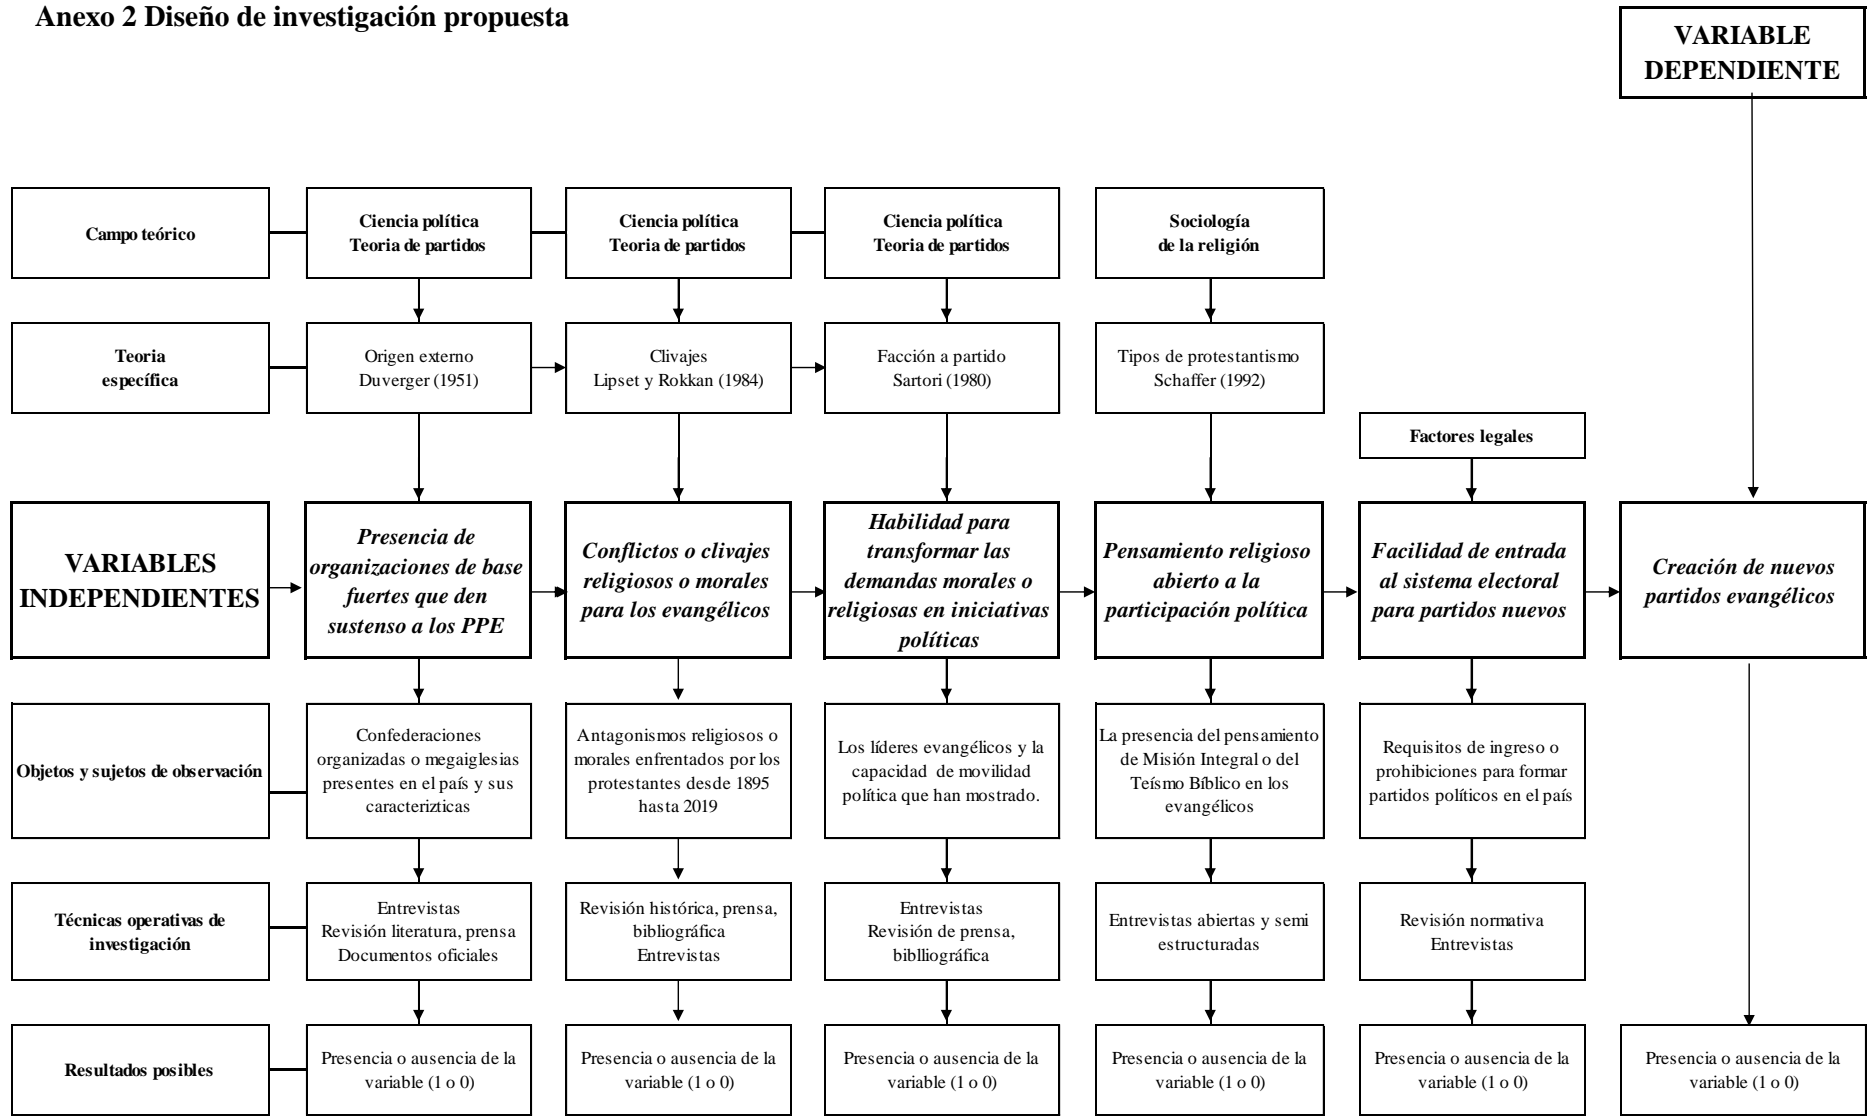 Anexo 2 Diseño de investigación propuesta
VARIABLE
DEPENDIENTE
Campo teórico
Ciencia política
Teoria de partidos
Ciencia política
Teoria de partidos
Ciencia política
Teoria de partidos
Sociología
de la religión
Teoria
específica
Origen externo
Duverger (1951)
Clivajes
Lipset y Rokkan (1984)
Facción a partido
Sartori (1980)
Tipos de protestantismo
Schaffer (1992)
Factores legales
VARIABLES
INDEPENDIENTES
Presencia de
organizaciones de base
fuertes que den
sustenso a los PPE
Conflictos o clivajes
religiosos o morales
para los evangélicos
Habilidad para
transformar las
demandas morales o
religiosas en iniciativas
políticas
Pensamiento religioso
abierto a la
participación política
Facilidad de entrada
al sistema electoral
para partidos nuevos
Creación de nuevos
partidos evangélicos
Objetos y sujetos de observación
Confederaciones
organizadas o megaiglesias
presentes en el país y sus
caracterizticas
Antagonismos religiosos o
morales enfrentados por los
protestantes desde 1895
hasta 2019
Los líderes evangélicos y la
capacidad de movilidad
política que han mostrado.
La presencia del pensamiento
de Misión Integral o del
Teísmo Bíblico en los
evangélicos
Requisitos de ingreso o
prohibiciones para formar
partidos políticos en el país
Técnicas operativas de
investigación
Entrevistas
Revisión literatura, prensa
Documentos oficiales
Revisión histórica, prensa,
bibliográfica
Entrevistas
Entrevistas
Revisión de prensa,
biblliográfica
Entrevistas abiertas y semi
estructuradas
Revisión normativa
Entrevistas
Resultados posibles
Presencia o ausencia de la
variable (1 o 0)
Presencia o ausencia de la
variable (1 o 0)
Presencia o ausencia de la
variable (1 o 0)
Presencia o ausencia de la
variable (1 o 0)
Presencia o ausencia de la
variable (1 o 0)
Presencia o ausencia de la
variable (1 o 0)